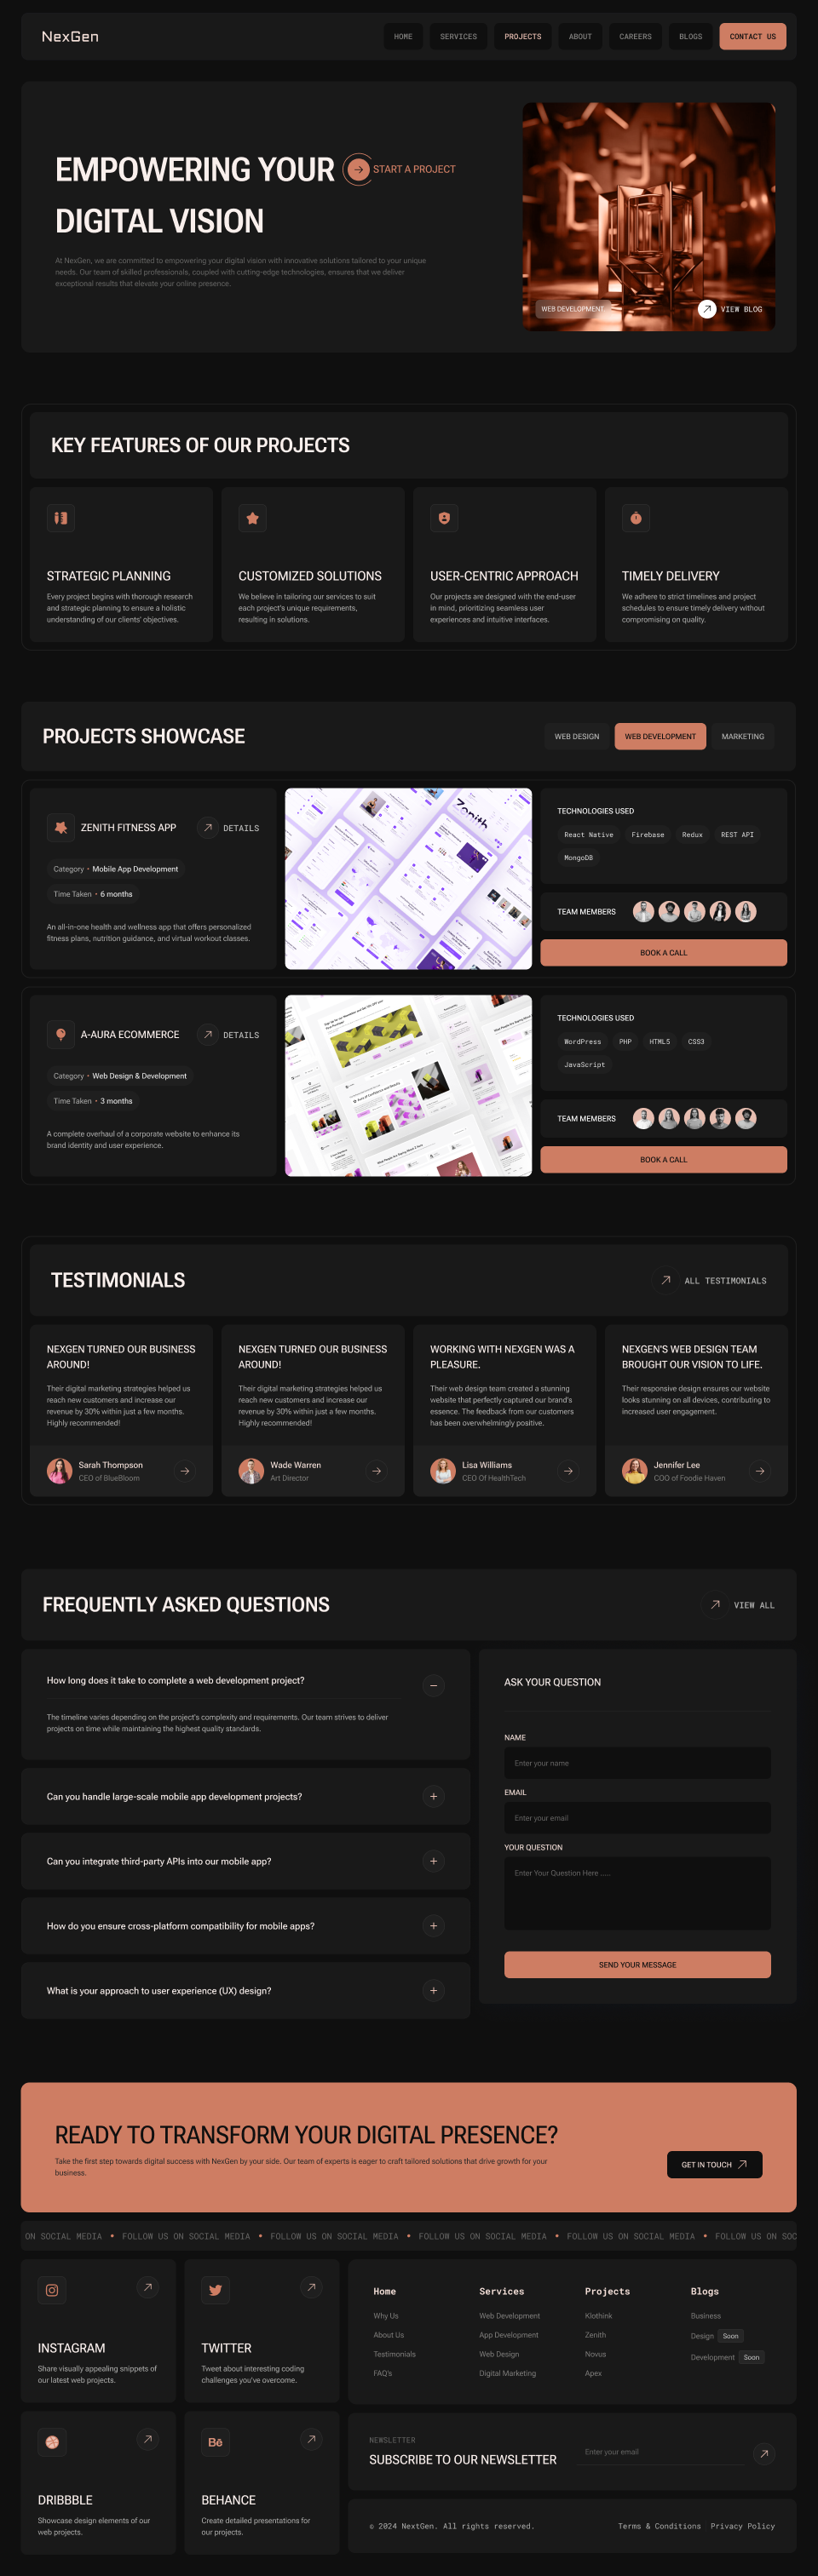 NexGen
HOME
SERVICES
PROJECTS
ABOUT
CAREERS
BLOGS
CONTACT US
EMPOWERING YOUR
START A PROJECT
DIGITAL VISION
At NexGen, we are committed to empowering your digital vision with innovative solutions tailored to your unique
needs. Our team of skilled professionals, coupled with cutting-edge technologies, ensures that we deliver
exceptional results that elevate your online presence.
WEB DEVELOPMENT
VIEW BLOG
KEY FEATURES OF OUR PROJECTS
STRATEGIC PLANNING
Every project begins with thorough research
and strategic planning to ensure a holistic
understanding of our clients' objectives.
CUSTOMIZED SOLUTIONS
We believe in tailoring our services to suit
each project's unique requirements,
resulting in solutions.
USER-CENTRIC APPROACH
Our projects are designed with the end-user
in mind, prioritizing seamless user
experiences and intuitive interfaces.
TIMELY DELIVERY
We adhere to strict timelines and project
schedules to ensure timely delivery without
compromising on quality.
PROJECTS SHOWCASE
WEB DESIGN
WEB DEVELOPMENT
MARKETING
ZENITH FITNESS APP
DETAILS
Category • Mobile App Development
Time Taken • 6 months
An all-in-one health and wellness app that offers personalized
fitness plans, nutrition guidance, and virtual workout classes.
Zenith
TECHNOLOGIES USED
React Native
Firebase
Redux
REST API
MongoDB
TEAM MEMBERS
BOOK A CALL
A-AURA ECOMMERCE
DETAILS
Category • Web Design & Development
Time Taken • 3 months
A complete overhaul of a corporate website to enhance its
brand identity and user experience.
TECHNOLOGIES USED
WordPress
PHP
HTML5
CSS3
JavaScript
TEAM MEMBERS
BOOK A CALL
TESTIMONIALS
ALL TESTIMONIALS
NEXGEN TURNED OUR BUSINESS
AROUND!
Their digital marketing strategies helped us
reach new customers and increase our
revenue by 30% within just a few months.
Highly recommended!
Sarah Thompson
CEO of BlueBloom
NEXGEN TURNED OUR BUSINESS
AROUND!
Their digital marketing strategies helped us
reach new customers and increase our
revenue by 30% within just a few months.
Highly recommended!
Wade Warren
Art Director
WORKING WITH NEXGEN WAS A
PLEASURE.
Their web design team created a stunning
website that perfectly captured our brand's
essence. The feedback from our customers
has been overwhelmingly positive.
Lisa Williams
CEO Of HealthTech
NEXGEN'S WEB DESIGN TEAM
BROUGHT OUR VISION TO LIFE.
Their responsive design ensures our website
looks stunning on all devices, contributing to
increased user engagement.
Jennifer Lee
COO of Foodie Haven
FREQUENTLY ASKED QUESTIONS
VIEW ALL
How long does it take to complete a web development project?
The timeline varies depending on the project's complexity and requirements. Our team strives to deliver
projects on time while maintaining the highest quality standards.
Can you handle large-scale mobile app development projects?
Can you integrate third-party APIs into our mobile app?
How do you ensure cross-platform compatibility for mobile apps?
What is your approach to user experience (UX) design?
ASK YOUR QUESTION
NAME
Enter your name
EMAIL
Enter your email
YOUR QUESTION
Enter Your Question Here .....
SEND YOUR MESSAGE
READY TO TRANSFORM YOUR DIGITAL PRESENCE?
Take the first step towards digital success with NexGen by your side. Our team of experts is eager to craft tailored solutions that drive growth for your
business.
GET IN TOUCH
ON SOCIAL MEDIA • FOLLOW US ON SOCIAL MEDIA • FOLLOW US ON SOCIAL MEDIA • FOLLOW US ON SOCIAL MEDIA • FOLLOW US ON SOCIAL MEDIA • FOLLOW US ON SOC
INSTAGRAM
Share visually appealing snippets of
our latest web projects.
TWITTER
Tweet about interesting coding
challenges you've overcome.
DRIBBBLE
Showcase design elements of our
web projects.
Bē
BEHANCE
Create detailed presentations for
our projects.
Home
Why Us
About Us
Testimonials
FAQ's
Services
Web Development
App Development
Web Design
Digital Marketing
Projects
Klothink
Zenith
Novus
Apex
Blogs
Business
Design Soon
Development Soon
NEWSLETTER
SUBSCRIBE TO OUR NEWSLETTER
Enter your email
© 2024 NextGen. All rights reserved.
Terms & Conditions
Privacy Policy